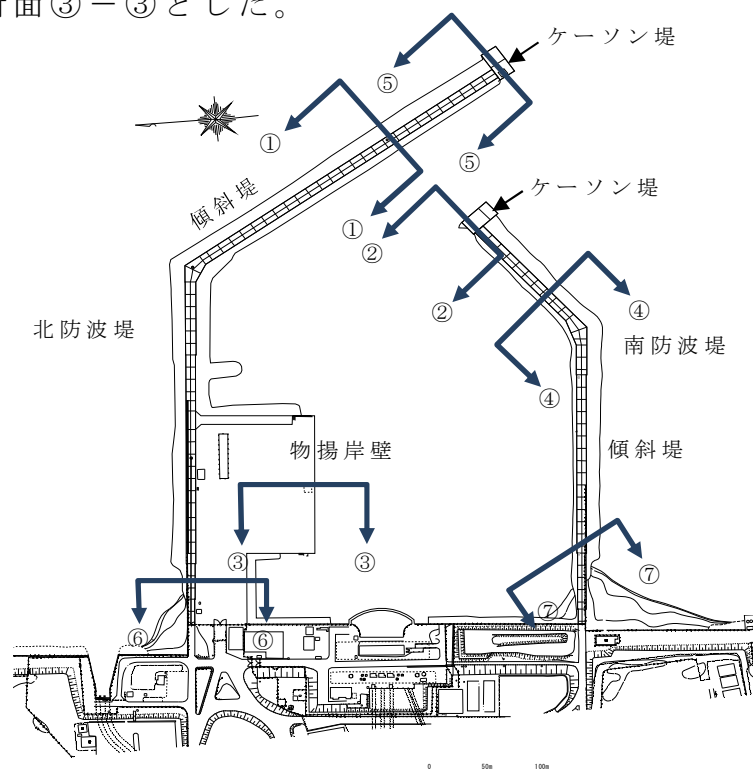 断面③－③とした。
ケーソン堤
⑤
①
⑤
ケーソン堤
傾斜堤
①
②
②
④
北防波堤
南防波堤
④
物揚岸壁
傾斜堤
③
③
⑦
⑦
⑥
⑥
0 50m 100m